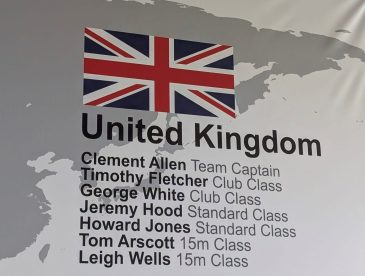 United Kingdom
Clement Allen Team Captain
Timothy Fletcher Club Class
George White Club Class
Jeremy Hood Standard Class
Howard Jones Standard Class
Tom Arscott 15m Class
Leigh Wells 15m Class